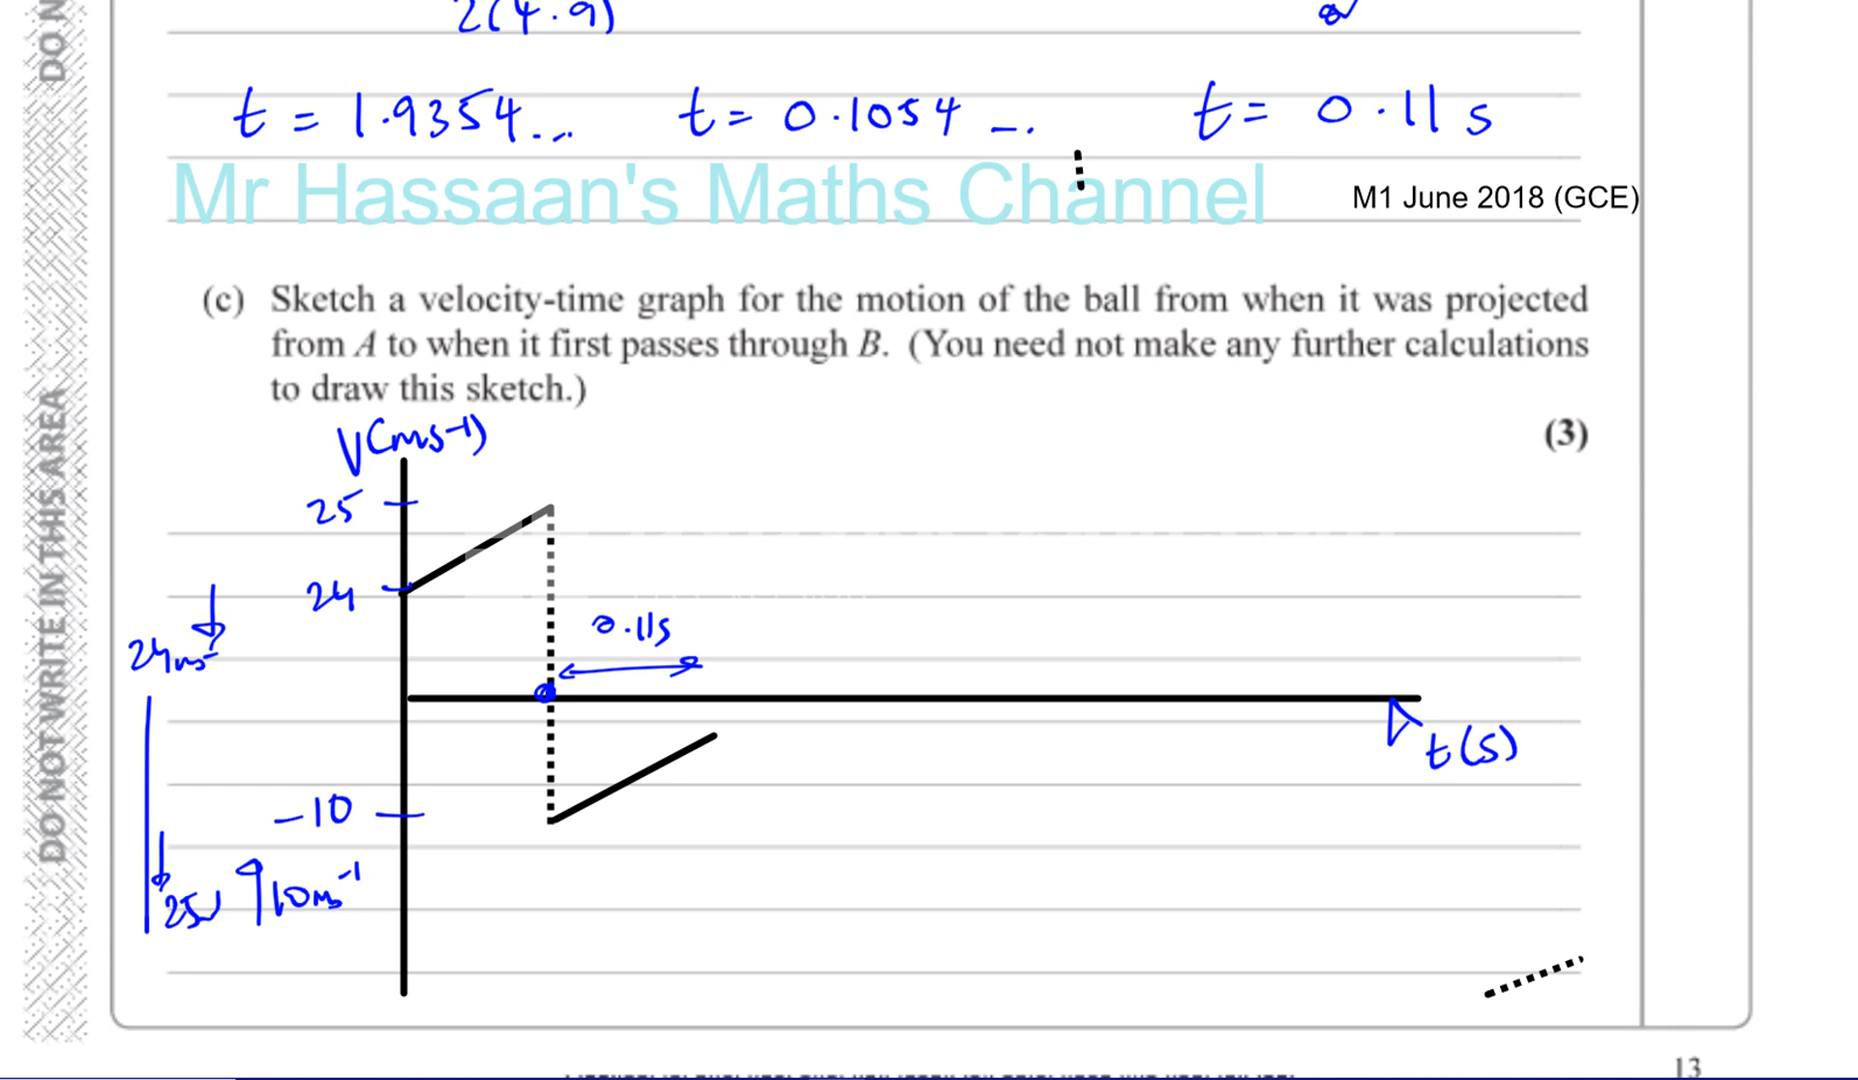 2(4.9)
t = 1.9354... t = 0.1054 ... t = 0.11 s
Mr Hassaan's Maths Channel
M1 June 2018 (GCE)
(c) Sketch a velocity-time graph for the motion of the ball from when it was projected
from A to when it first passes through B. (You need not make any further calculations
to draw this sketch.)
(3)
V(ms⁻¹)
25
24
0.11s
24ms⁻¹
t(s)
-10
25
10ms⁻¹
DO NOT WRITE IN THIS AREA
DO N
13